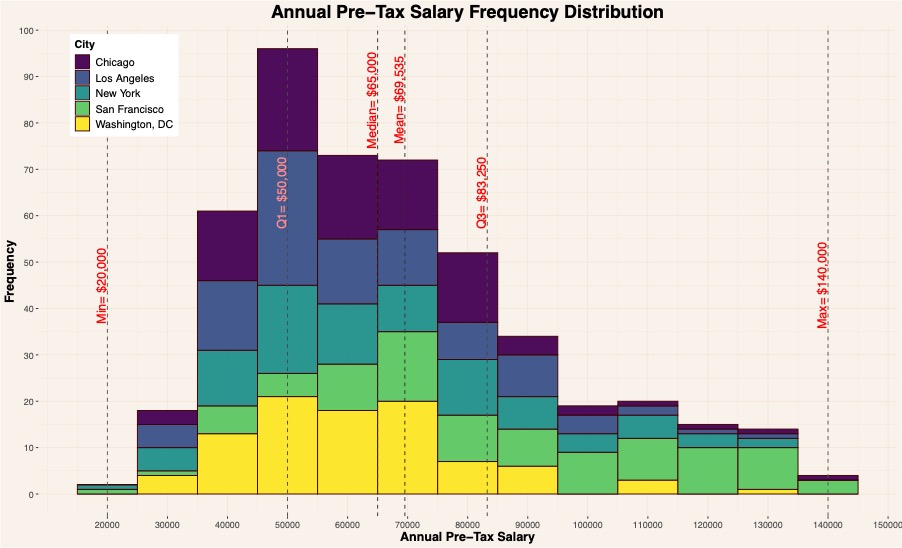 Annual Pre−Tax Salary Frequency Distribution
City
Chicago
Los Angeles
New York
San Francisco
Washington, DC
Frequency
100
90
80
70
60
50
40
30
20
10
0
Min= $20,000
Q1= $50,000
Median= $65,000
Mean= $69,535
Q3= $83,250
Max= $140,000
20000 30000 40000 50000 60000 70000 80000 90000 100000 110000 120000 130000 140000 150000
Annual Pre−Tax Salary